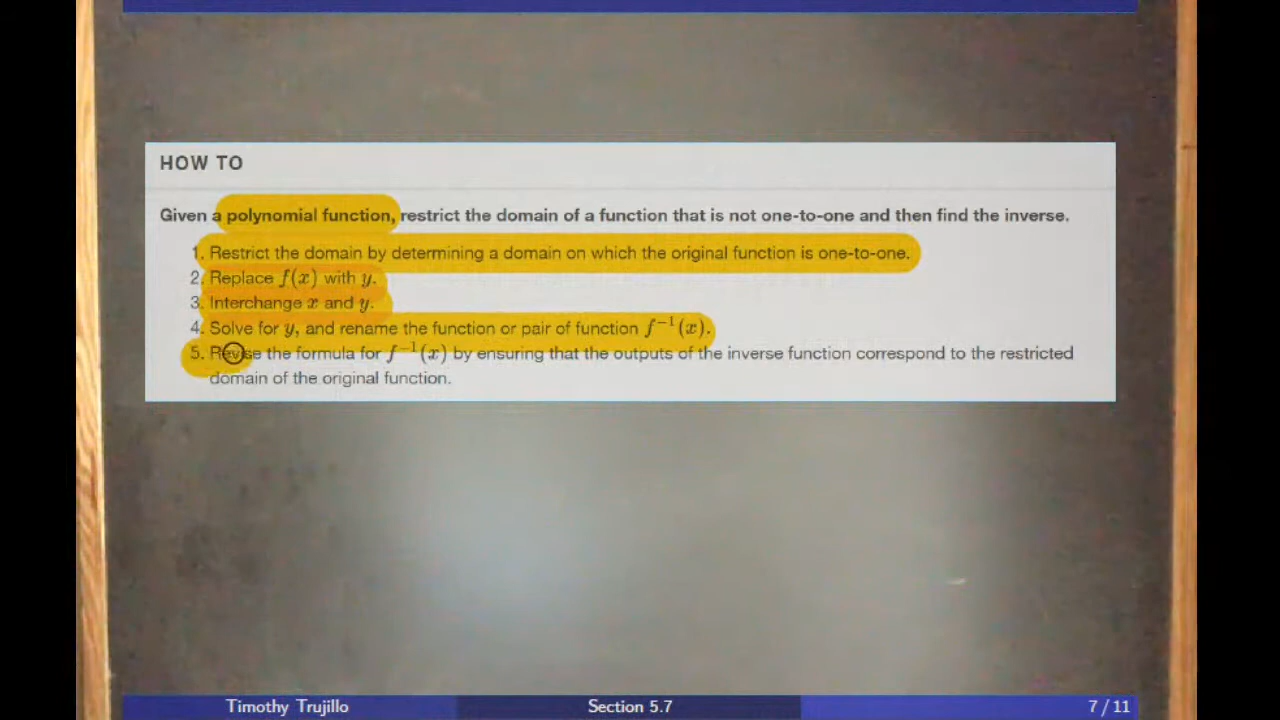 HOW TO
Given a polynomial function, restrict the domain of a function that is not one-to-one and then find the inverse.
1. Restrict the domain by determining a domain on which the original function is one-to-one.
2. Replace f(x) with y.
3. Interchange x and y.
4. Solve for y, and rename the function or pair of function f⁻¹(x).
5. Revise the formula for f⁻¹(x) by ensuring that the outputs of the inverse function correspond to the restricted
domain of the original function.
Timothy Trujillo Section 5.7 7 / 11